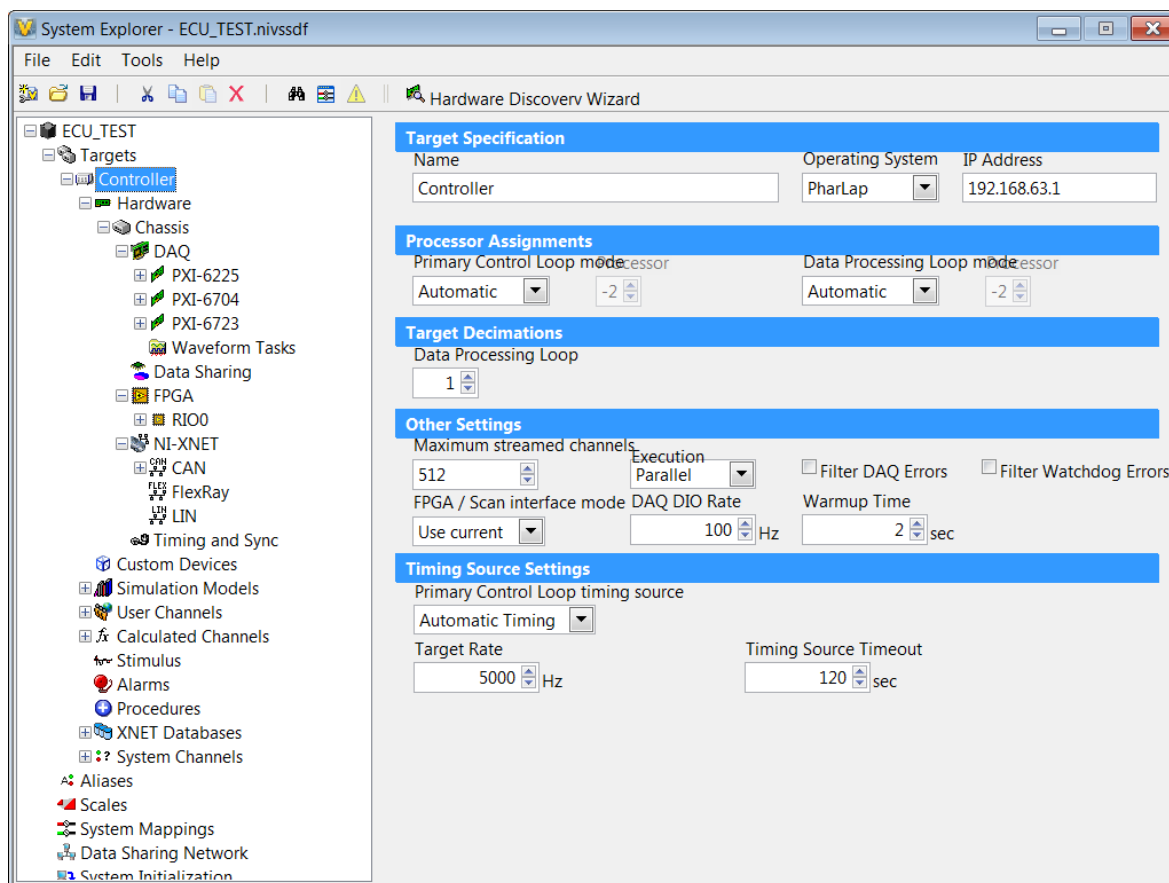 System Explorer - ECU_TEST.nivssdf
File Edit Tools Help
Hardware Discovery Wizard
ECU_TEST
Targets
Controller
Hardware
Chassis
DAQ
PXI-6225
PXI-6704
PXI-6723
Waveform Tasks
Data Sharing
FPGA
RIO0
NI-XNET
CAN
FlexRay
LIN
Timing and Sync
Custom Devices
Simulation Models
User Channels
Calculated Channels
Stimulus
Alarms
Procedures
XNET Databases
System Channels
Aliases
Scales
System Mappings
Data Sharing Network
System Initialization
Target Specification
Name Operating System IP Address
Controller PharLap 192.168.63.1
Processor Assignments
Primary Control Loop mode Processor Data Processing Loop mode Processor
Automatic -2 Automatic -2
Target Decimations
Data Processing Loop
1
Other Settings
Maximum streamed channels Execution
512 Parallel Filter DAQ Errors Filter Watchdog Errors
FPGA / Scan interface mode DAQ DIO Rate Warmup Time
Use current 100 Hz 2 sec
Timing Source Settings
Primary Control Loop timing source
Automatic Timing
Target Rate Timing Source Timeout
5000 Hz 120 sec